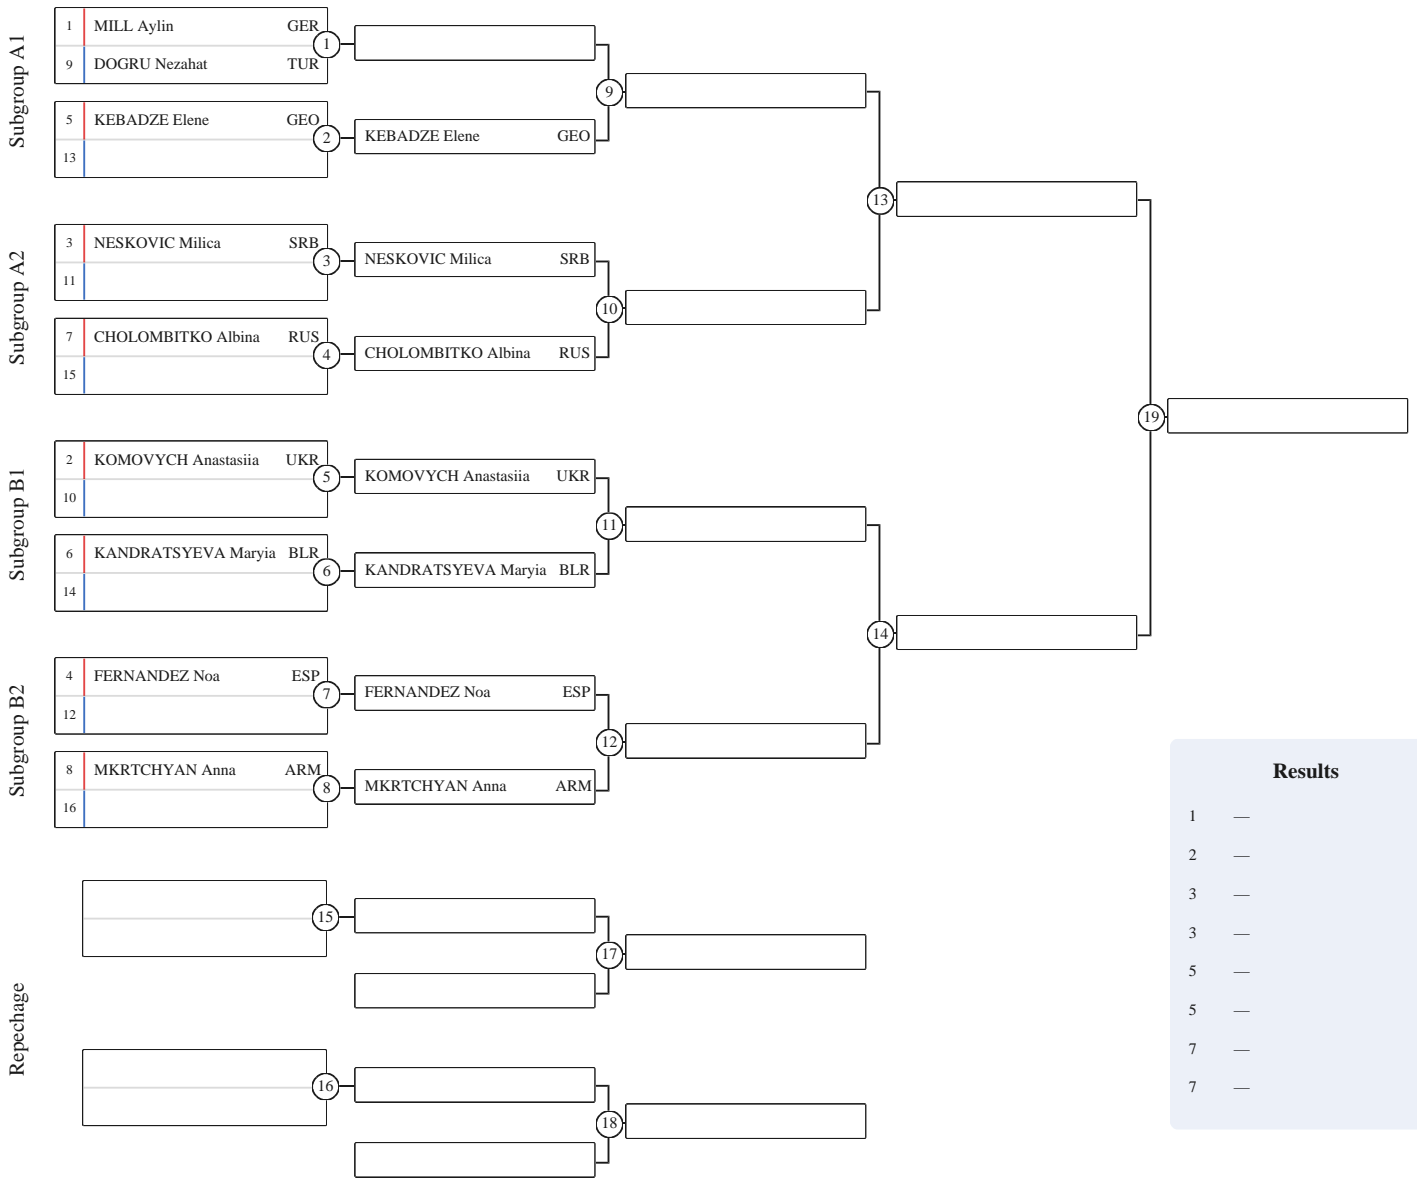 Subgroup A1
1 MILL Aylin GER
9 DOGRU Nezahat TUR
1
5 KEBADZE Elene GEO
13
2
KEBADZE Elene GEO
9
Subgroup A2
3 NESKOVIC Milica SRB
11
3
NESKOVIC Milica SRB
7 CHOLOMBITKO Albina RUS
15
4
CHOLOMBITKO Albina RUS
10
13
Subgroup B1
2 KOMOVYCH Anastasiia UKR
10
5
KOMOVYCH Anastasiia UKR
6 KANDRATSYEVA Maryia BLR
14
6
KANDRATSYEVA Maryia BLR
11
Subgroup B2
4 FERNANDEZ Noa ESP
12
7
FERNANDEZ Noa ESP
8 MKRTCHYAN Anna ARM
16
8
MKRTCHYAN Anna ARM
12
14
19
Repechage
15
17
16
18
Results
1 —
2 —
3 —
3 —
5 —
5 —
7 —
7 —